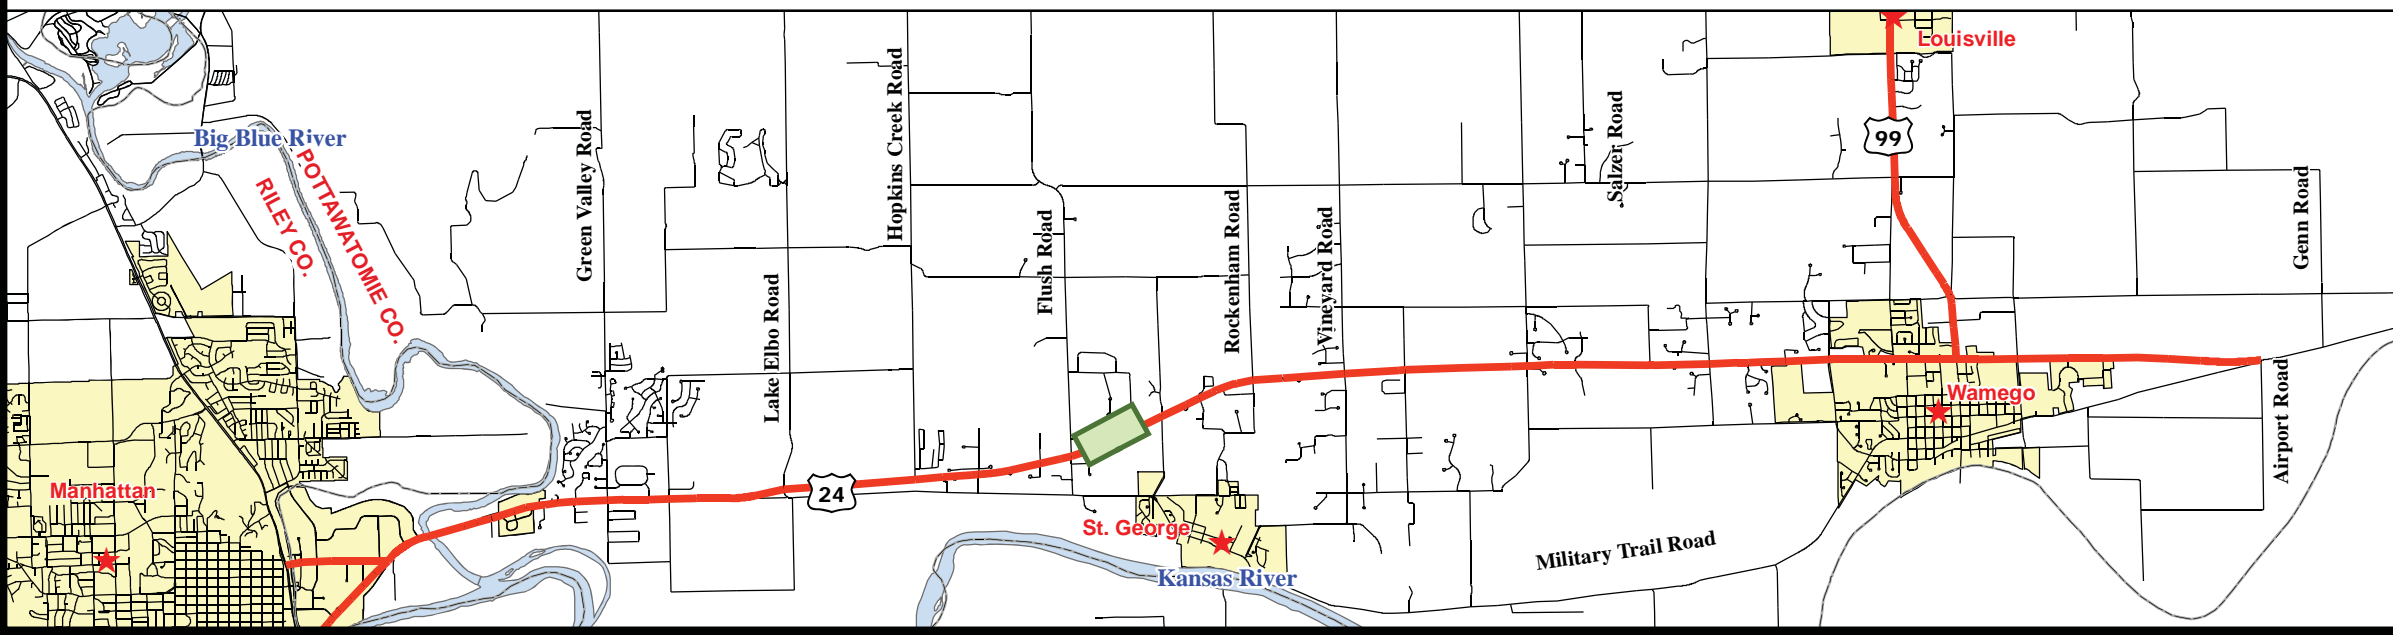 Louisville
99
Big Blue River
POTTAWATOMIE CO.
RILEY CO.
Green Valley Road
Hopkins Creek Road
Lake Elbo Road
Flush Road
Rockenham Road
Vineyard Road
Salzer Road
Genn Road
Wamego
Airport Road
Manhattan
24
St. George
Military Trail Road
Kansas River